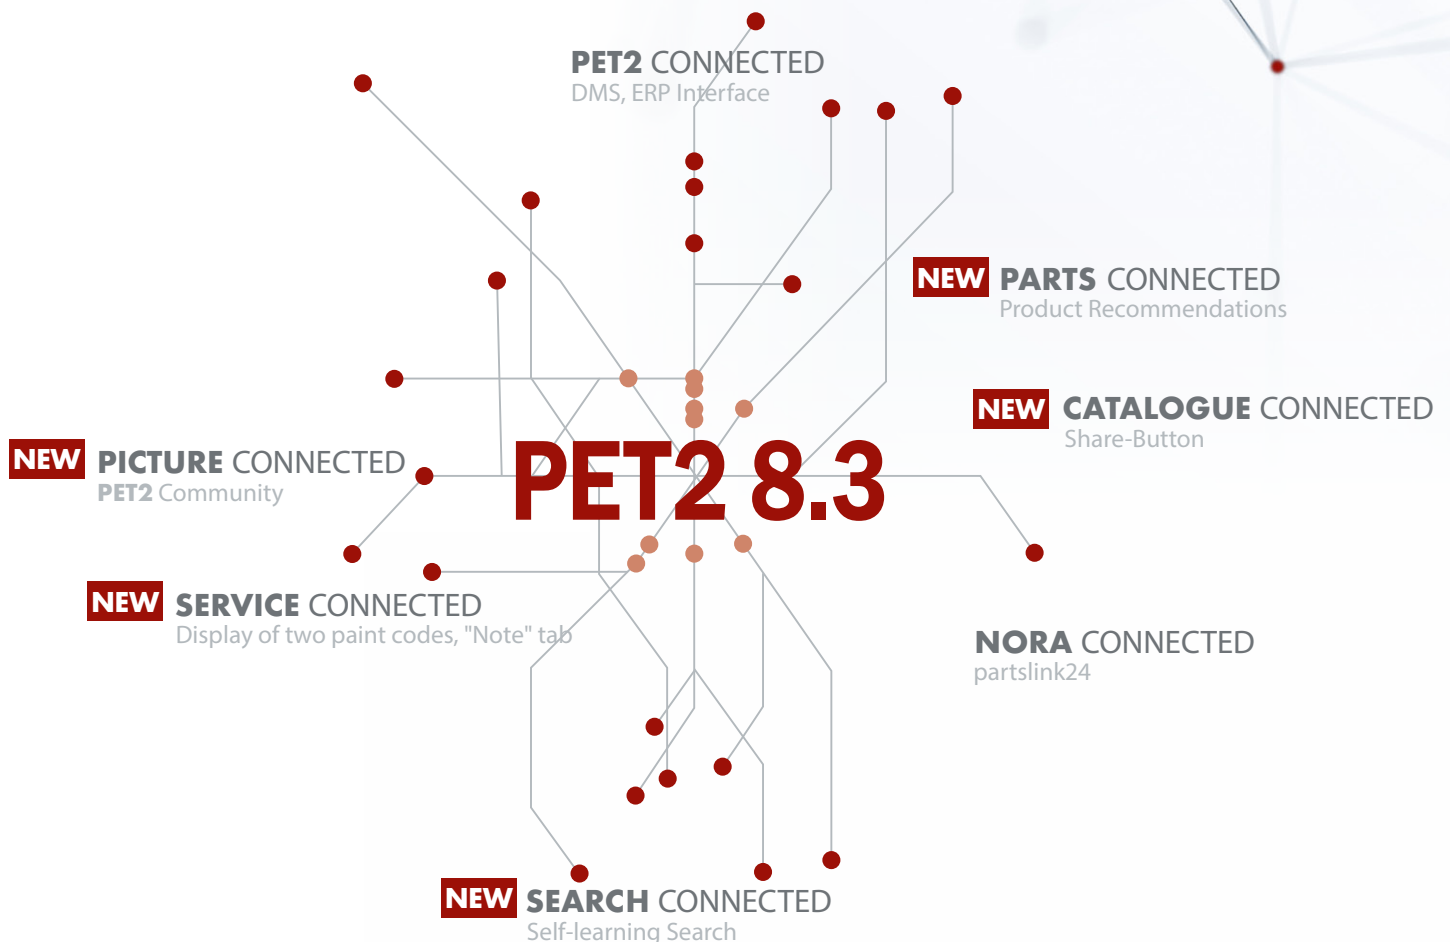 PET2 CONNECTED
DMS, ERP Interface
NEW PARTS CONNECTED
Product Recommendations
NEW CATALOGUE CONNECTED
Share-Button
NEW PICTURE CONNECTED
PET2 Community
PET2 8.3
NEW SERVICE CONNECTED
Display of two paint codes, "Note" tab
NORA CONNECTED
partslink24
NEW SEARCH CONNECTED
Self-learning Search